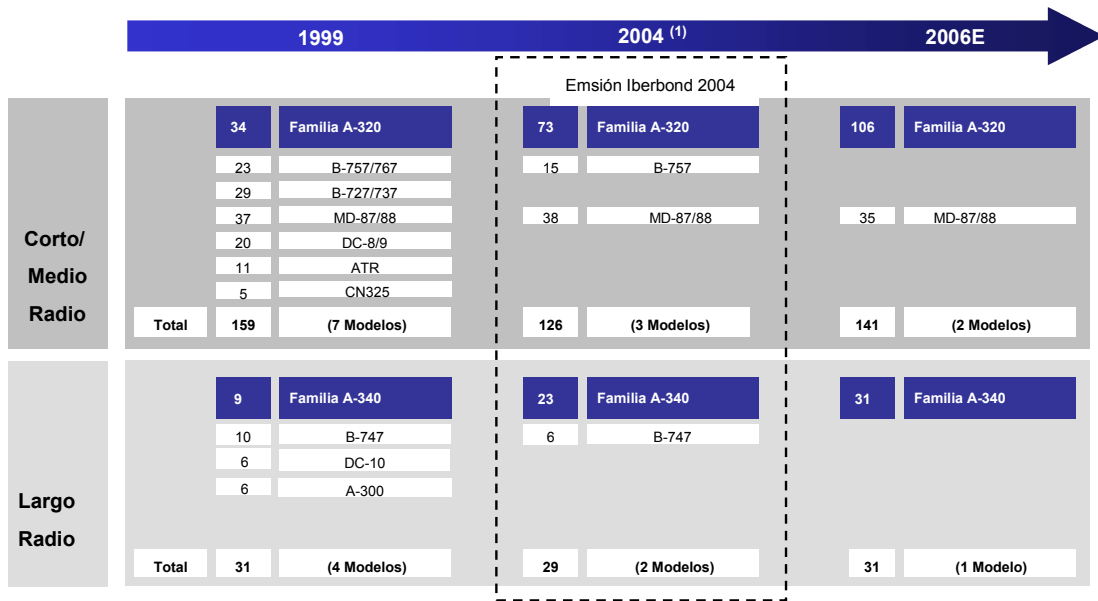 1999 2004 (1) 2006E
Emsión Iberbond 2004
Corto/
Medio
Radio
34 Familia A-320 73 Familia A-320 106 Familia A-320
23 B-757/767 15 B-757
29 B-727/737
37 MD-87/88 38 MD-87/88 35 MD-87/88
20 DC-8/9
11 ATR
5 CN325
Total 159 (7 Modelos) 126 (3 Modelos) 141 (2 Modelos)
Largo
Radio
9 Familia A-340 23 Familia A-340 31 Familia A-340
10 B-747 6 B-747
6 DC-10
6 A-300
Total 31 (4 Modelos) 29 (2 Modelos) 31 (1 Modelo)